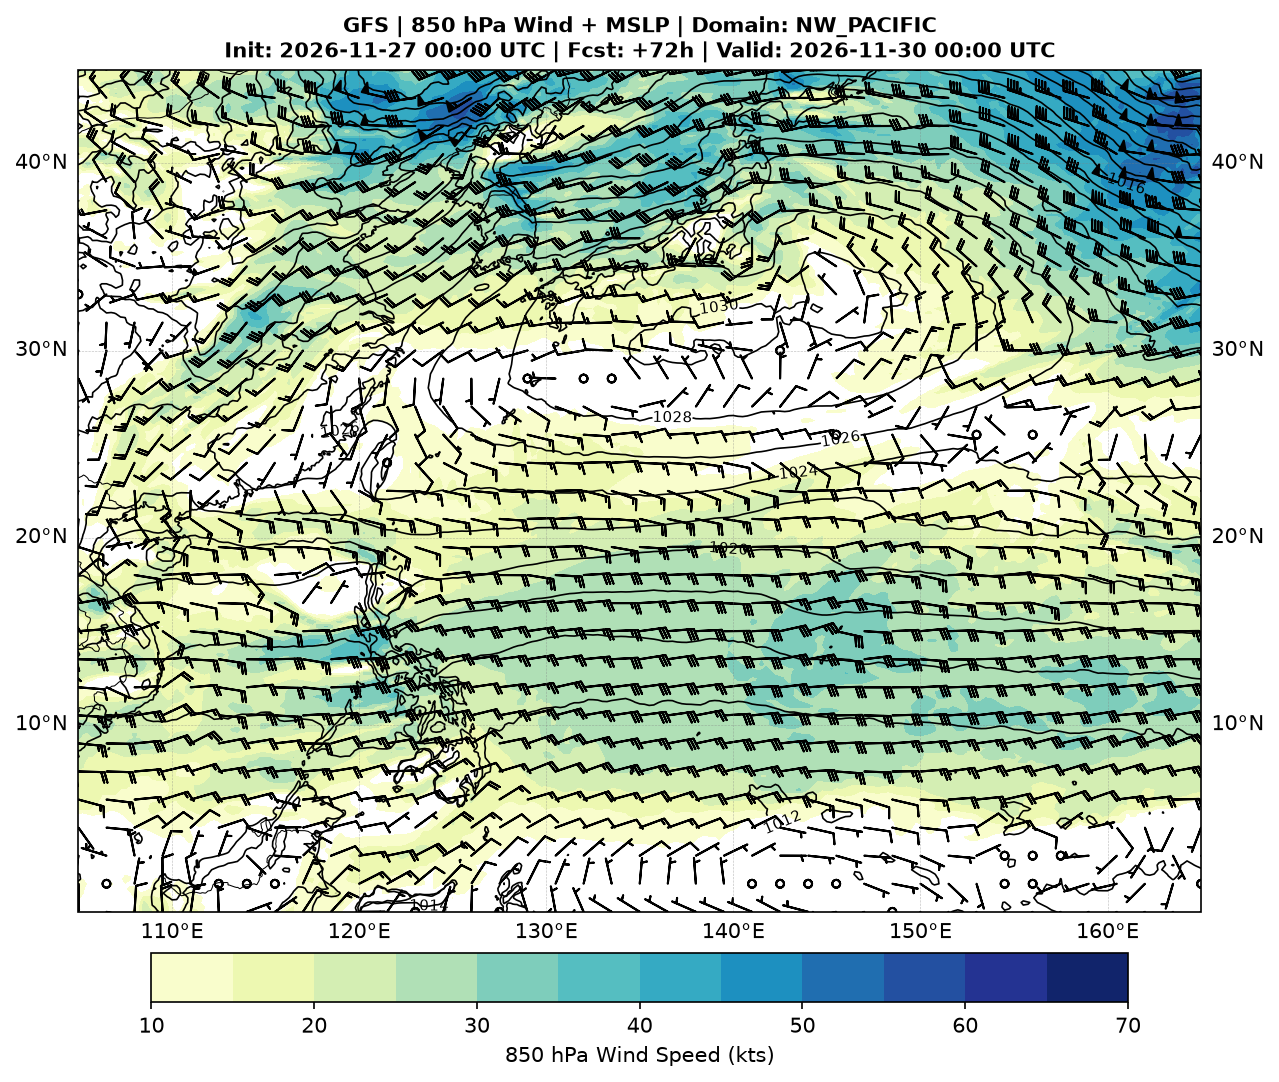 GFS | 850 hPa Wind + MSLP | Domain: NW_PACIFIC
Init: 2026-11-27 00:00 UTC | Fcst: +72h | Valid: 2026-11-30 00:00 UTC
40°N 40°N
1016
1030
30°N 30°N
1028
1020
1026
1024
20°N 20°N
1020
10°N 10°N
1012
1014
110°E 120°E 130°E 140°E 150°E 160°E
10 20 30 40 50 60 70
850 hPa Wind Speed (kts)